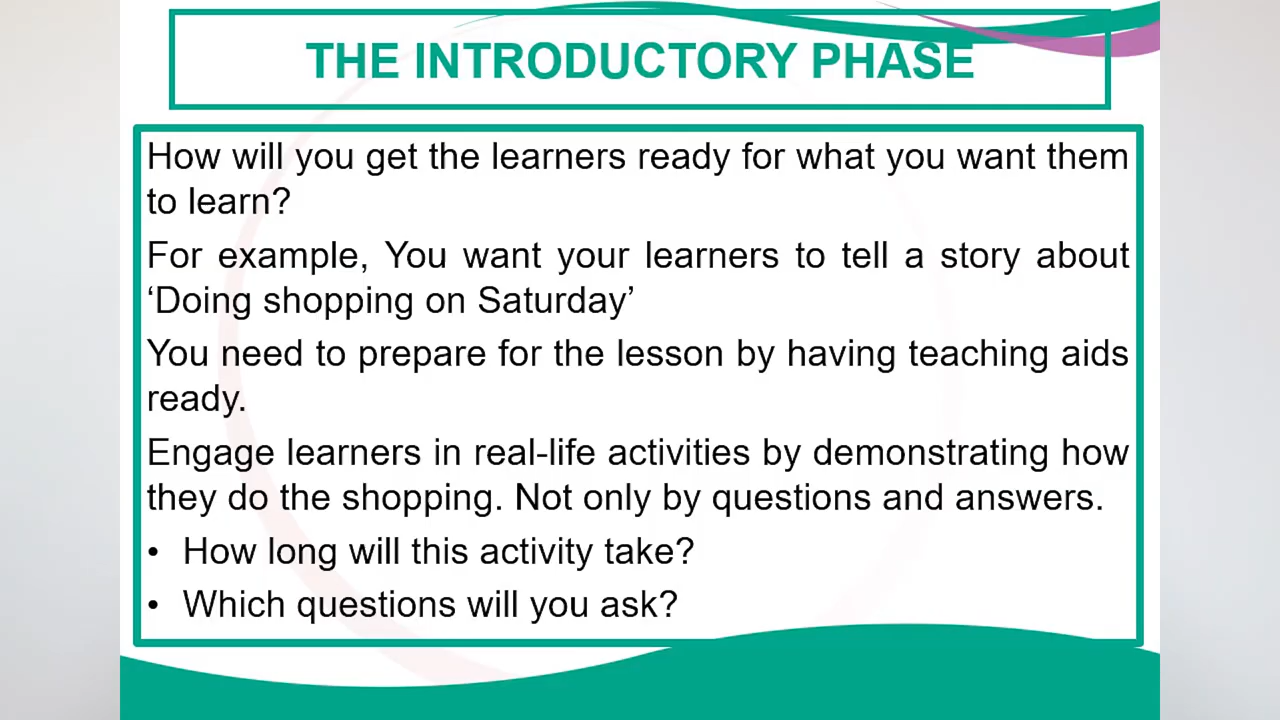 THE INTRODUCTORY PHASE
How will you get the learners ready for what you want them
to learn?
For example, You want your learners to tell a story about
‘Doing shopping on Saturday’
You need to prepare for the lesson by having teaching aids
ready.
Engage learners in real-life activities by demonstrating how
they do the shopping. Not only by questions and answers.
• How long will this activity take?
• Which questions will you ask?